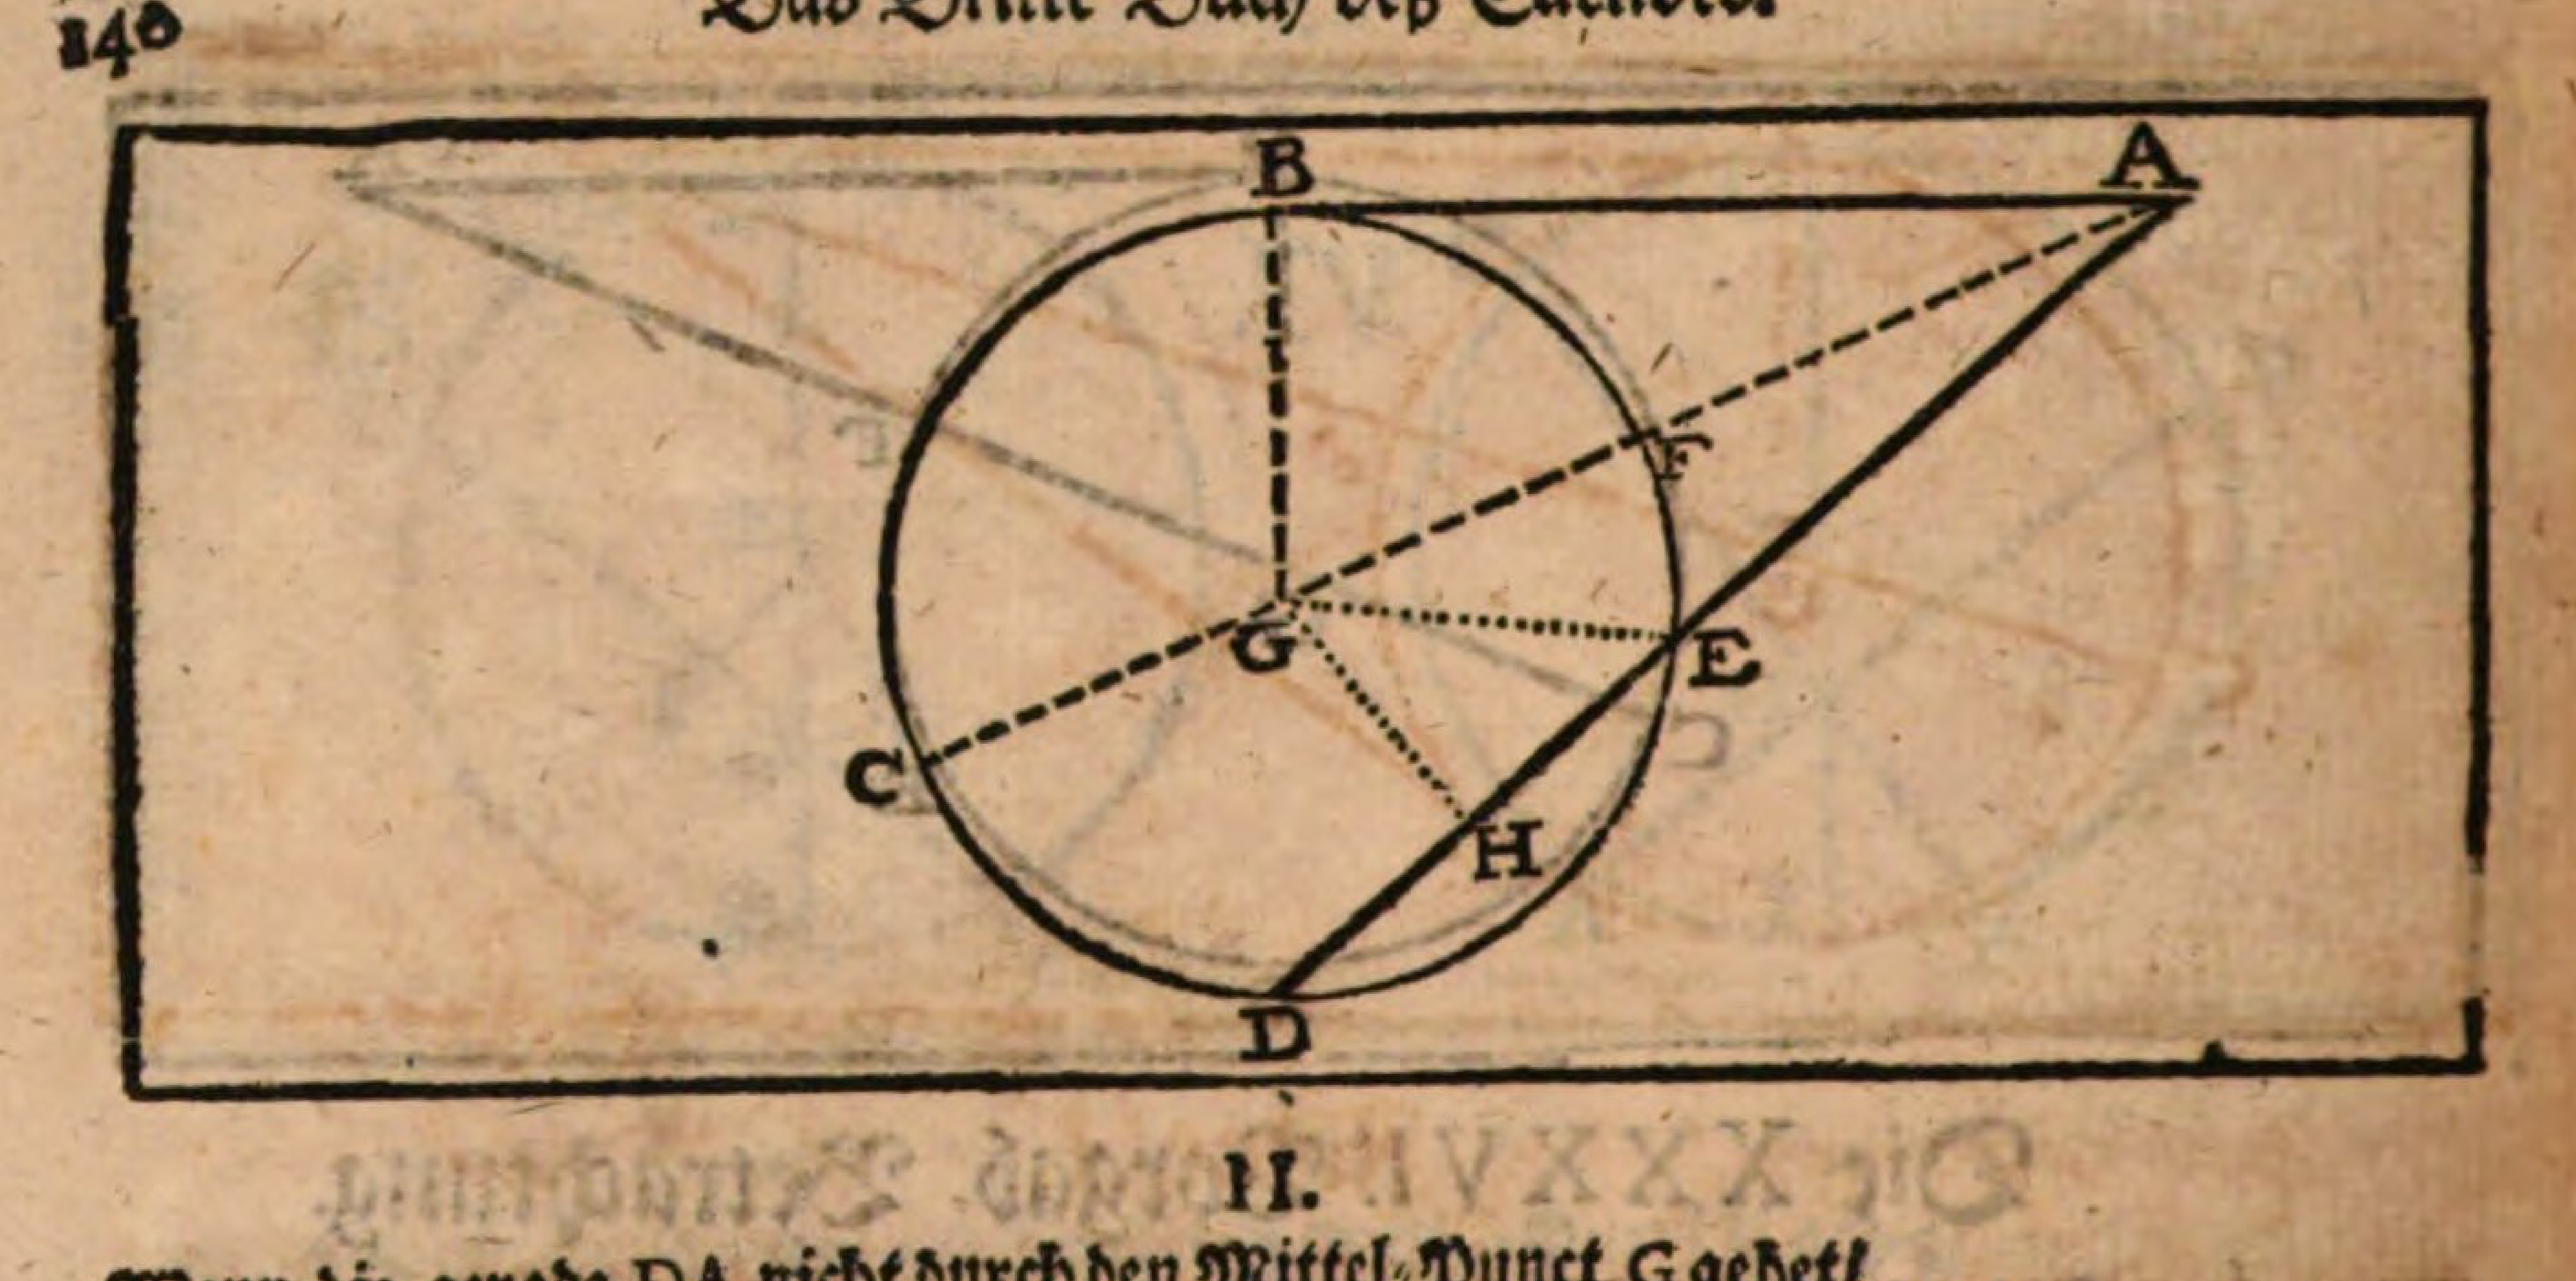 140
Das Dritte Buch deß Euclidis.
B
A
F
G
E
C
H
D
II.
Wenn die gerade DA nicht durch den Mittel-Punct G gehet/